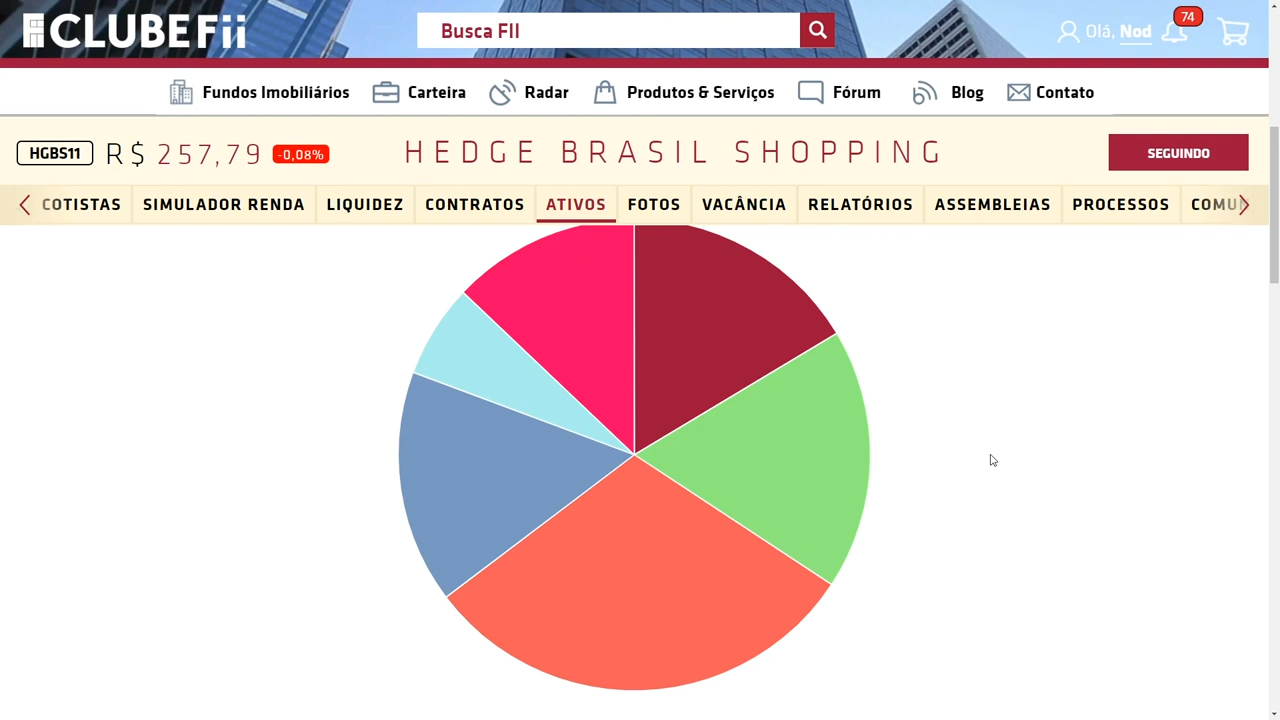 CLUBEFii
Busca FII
Olá, Nod
74
Fundos Imobiliários
Carteira
Radar
Produtos & Serviços
Fórum
Blog
Contato
HGBS11
R$ 257,79
-0,08%
HEDGE BRASIL SHOPPING
SEGUINDO
COTISTAS
SIMULADOR RENDA
LIQUIDEZ
CONTRATOS
ATIVOS
FOTOS
VACÂNCIA
RELATÓRIOS
ASSEMBLEIAS
PROCESSOS